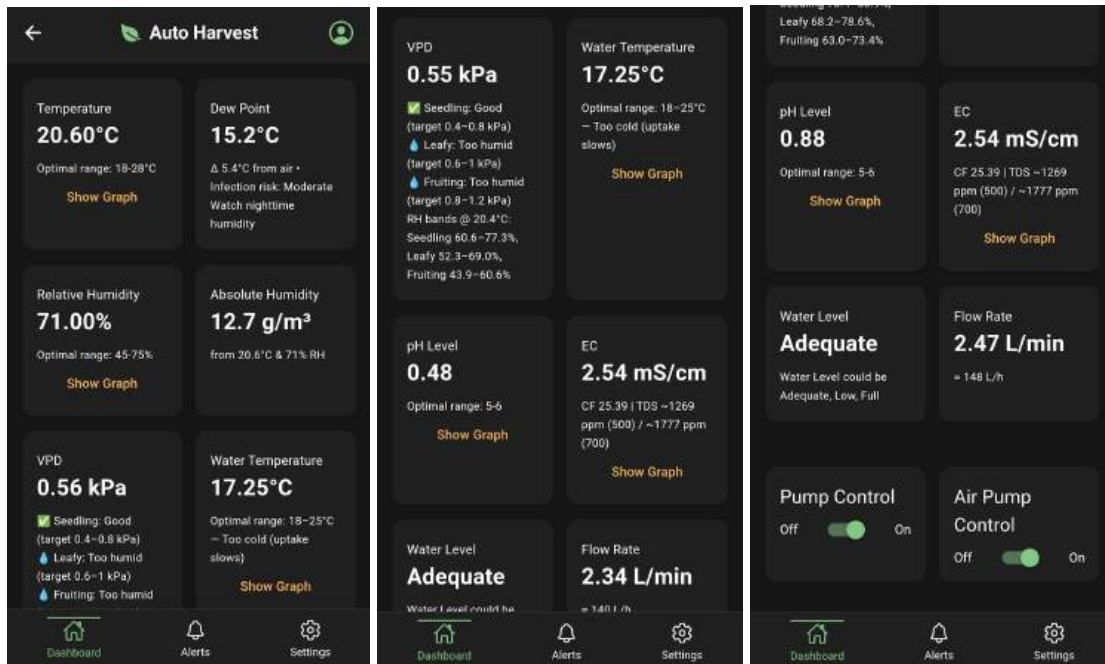 Auto Harvest
Temperature
20.60°C
Optimal range: 18-28°C
Show Graph
Dew Point
15.2°C
Δ 5.4°C from air •
Infection risk: Moderate
Watch nighttime
humidity
Relative Humidity
71.00%
Optimal range: 45-75%
Show Graph
Absolute Humidity
12.7 g/m³
from 20.6°C & 71% RH
VPD
0.56 kPa
✅ Seedling: Good
(target 0.4–0.8 kPa)
💧 Leafy: Too humid
(target 0.6–1 kPa)
💧 Fruiting: Too humid
Water Temperature
17.25°C
Optimal range: 18–25°C
— Too cold (uptake
slows)
Show Graph
Dashboard
Alerts
Settings
VPD
0.55 kPa
✅ Seedling: Good
(target 0.4–0.8 kPa)
💧 Leafy: Too humid
(target 0.6–1 kPa)
💧 Fruiting: Too humid
(target 0.8–1.2 kPa)
RH bands @ 20.4°C:
Seedling 60.6–77.3%,
Leafy 52.3–69.0%,
Fruiting 43.9–60.6%
Water Temperature
17.25°C
Optimal range: 18–25°C
— Too cold (uptake
slows)
Show Graph
pH Level
0.48
Optimal range: 5-6
Show Graph
EC
2.54 mS/cm
CF 25.39 | TDS ~1269
ppm (500) / ~1777 ppm
(700)
Show Graph
Water Level
Adequate
Water Level could be
Flow Rate
2.34 L/min
= 140 L/h
Dashboard
Alerts
Settings
Leafy 68.2–78.6%,
Fruiting 63.0–73.4%
pH Level
0.88
Optimal range: 5-6
Show Graph
EC
2.54 mS/cm
CF 25.39 | TDS ~1269
ppm (500) / ~1777 ppm
(700)
Show Graph
Water Level
Adequate
Water Level could be
Adequate, Low, Full
Flow Rate
2.47 L/min
= 148 L/h
Pump Control
Off On
Air Pump
Control
Off On
Dashboard
Alerts
Settings